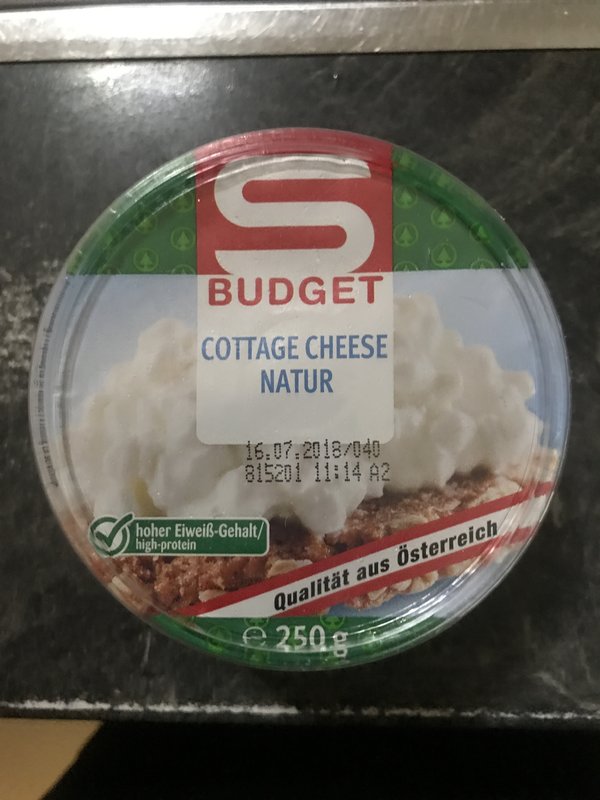 S
BUDGET
COTTAGE CHEESE
NATUR
16.07.2018/040
815201 11:14 A2
hoher Eiweiß-Gehalt/
high-protein
Qualität aus Österreich
℮ 250 g